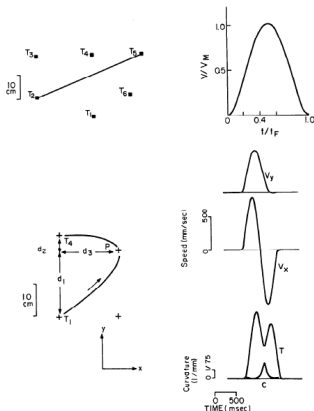 T3
T4
T5
10
cm
T2
T6
T1
V/VM
1.0
0.5
0
0.4
1.0
t/tF
Vy
500
0
Speed (mm/sec)
Vx
T4
P
d2
d3
d1
10
cm
T1
y
x
Curvature
(1/mm)
0 1/75
T
C
0 500
TIME (msec)